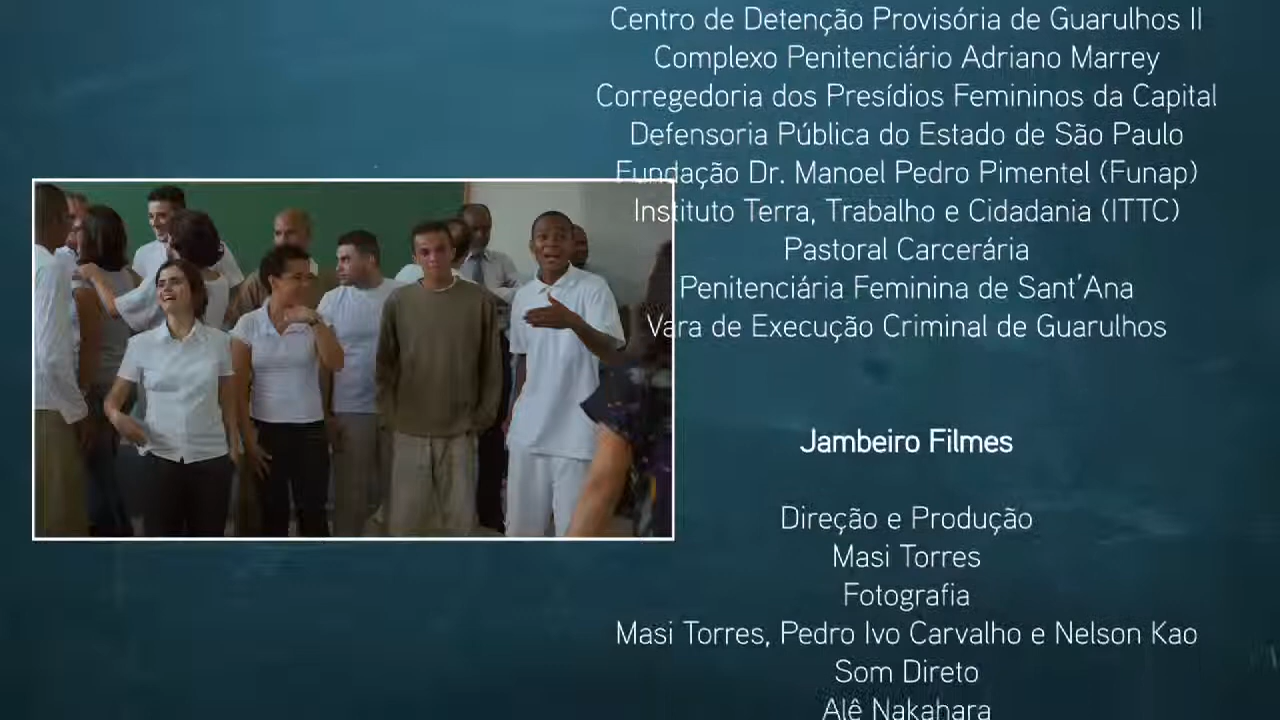 Centro de Detenção Provisória de Guarulhos II
Complexo Penitenciário Adriano Marrey
Corregedoria dos Presídios Femininos da Capital
Defensoria Pública do Estado de São Paulo
Fundação Dr. Manoel Pedro Pimentel (Funap)
Instituto Terra, Trabalho e Cidadania (ITTC)
Pastoral Carcerária
Penitenciária Feminina de Sant'Ana
Vara de Execução Criminal de Guarulhos
Jambeiro Filmes
Direção e Produção
Masi Torres
Fotografia
Masi Torres, Pedro Ivo Carvalho e Nelson Kao
Som Direto
Alê Nakahara